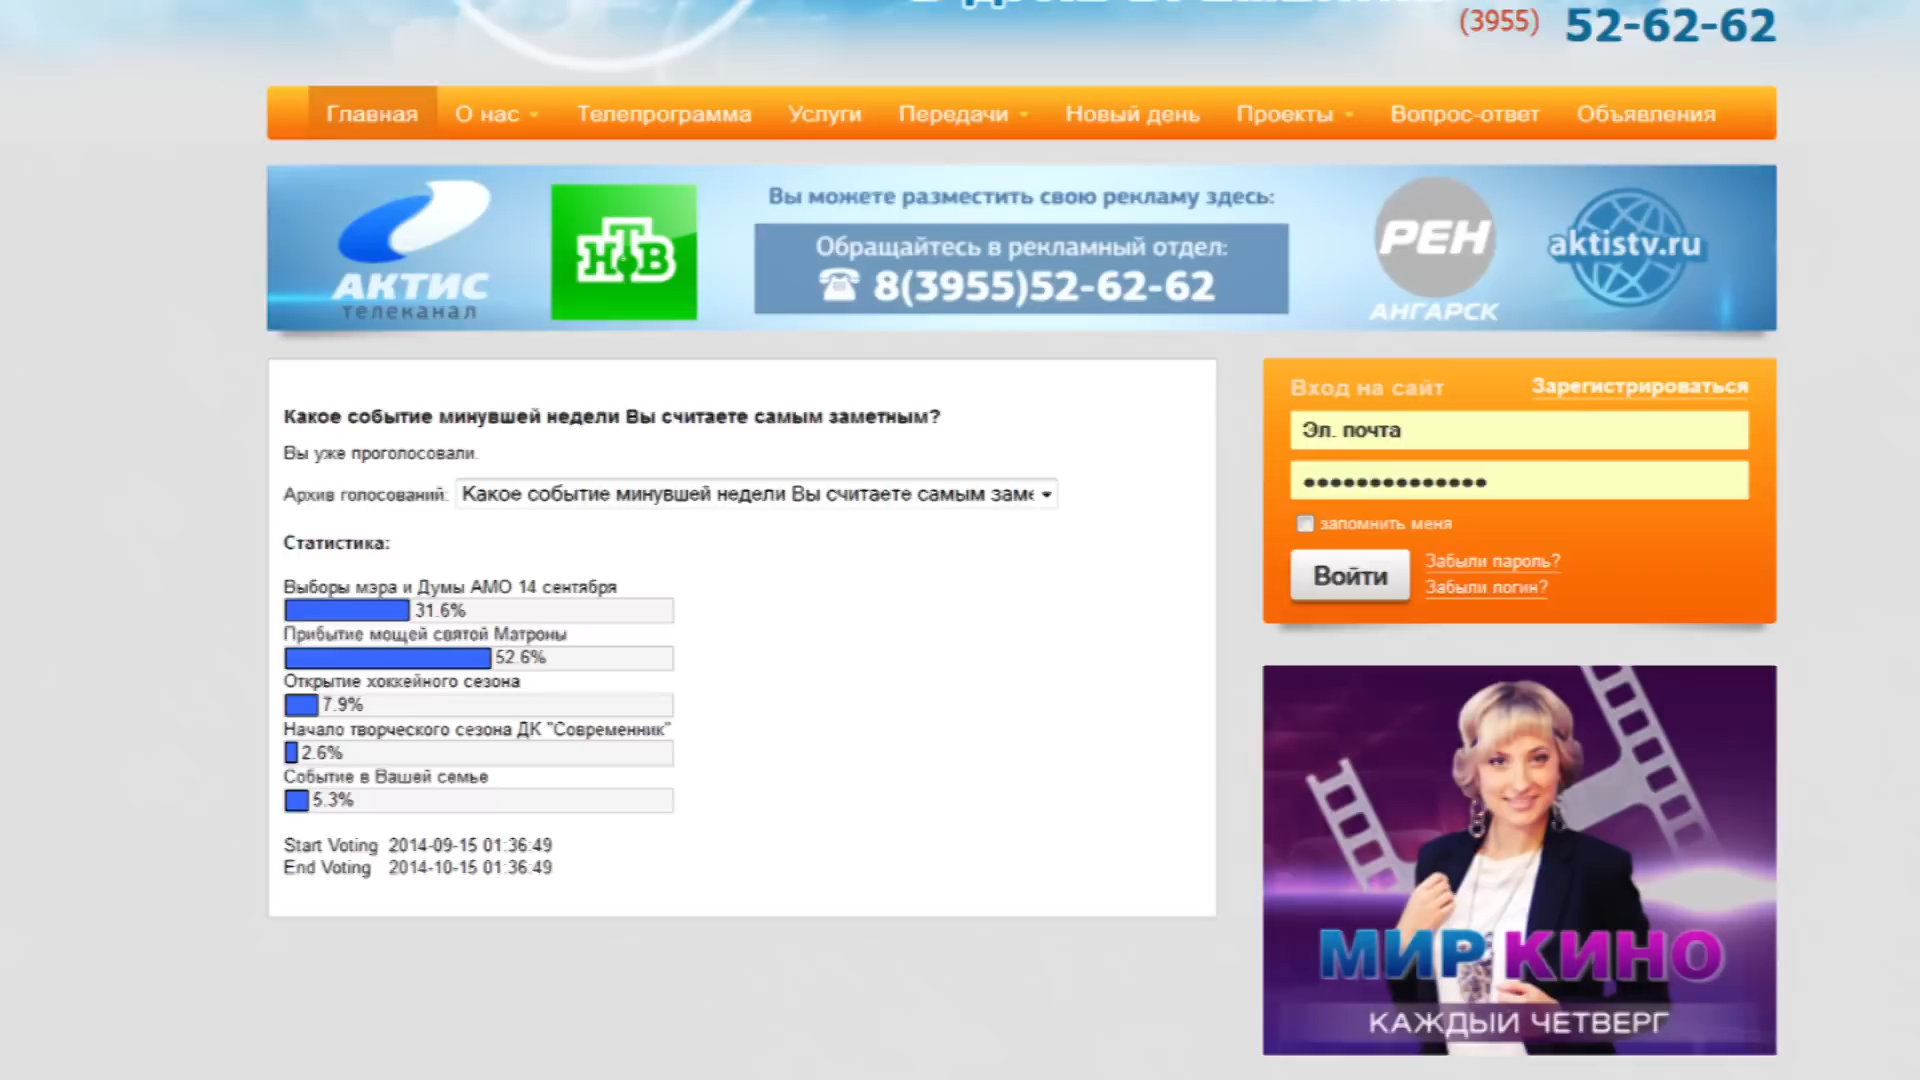 (3955) 52-62-62
Главная О нас Телепрограмма Услуги Передачи Новый день Проекты Вопрос-ответ Объявления
АКТИС
телеканал
НТВ
Вы можете разместить свою рекламу здесь:
Обращайтесь в рекламный отдел:
8(3955)52-62-62
РЕН
АНГАРСК
aktistv.ru
Какое событие минувшей недели Вы считаете самым заметным?
Вы уже проголосовали.
Архив голосований: Какое событие минувшей недели Вы считаете самым заме
Статистика:
Выборы мэра и Думы АМО 14 сентября
31.6%
Прибытие мощей святой Матроны
52.6%
Открытие хоккейного сезона
7.9%
Начало творческого сезона ДК "Современник"
2.6%
Событие в Вашей семье
5.3%
Start Voting 2014-09-15 01:36:49
End Voting 2014-10-15 01:36:49
Вход на сайт Зарегистрироваться
Эл. почта
запомнить меня
Войти
Забыли пароль?
Забыли логин?
МИР КИНО
КАЖДЫЙ ЧЕТВЕРГ